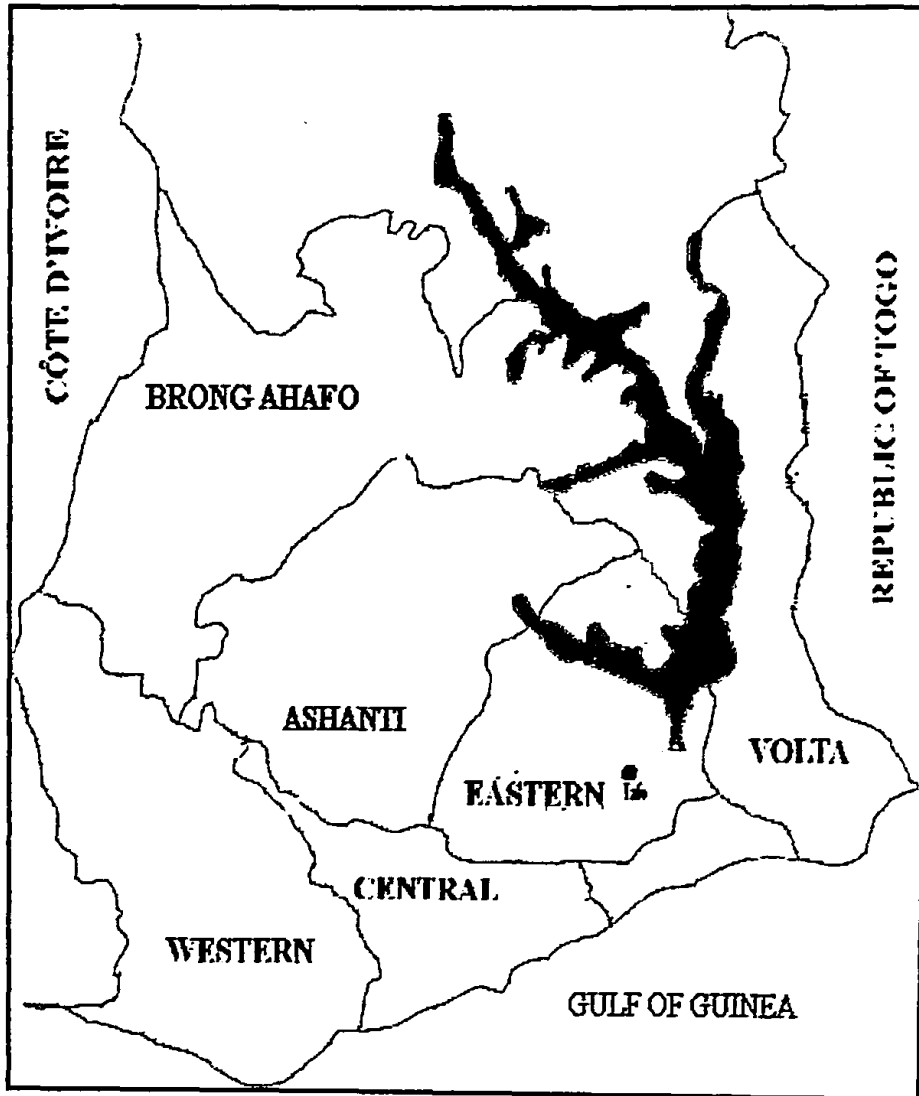 CÔTE D'IVOIRE
REPUBLIC OF TOGO
BRONG AHAFO
ASHANTI
VOLTA
EASTERN
CENTRAL
WESTERN
GULF OF GUINEA